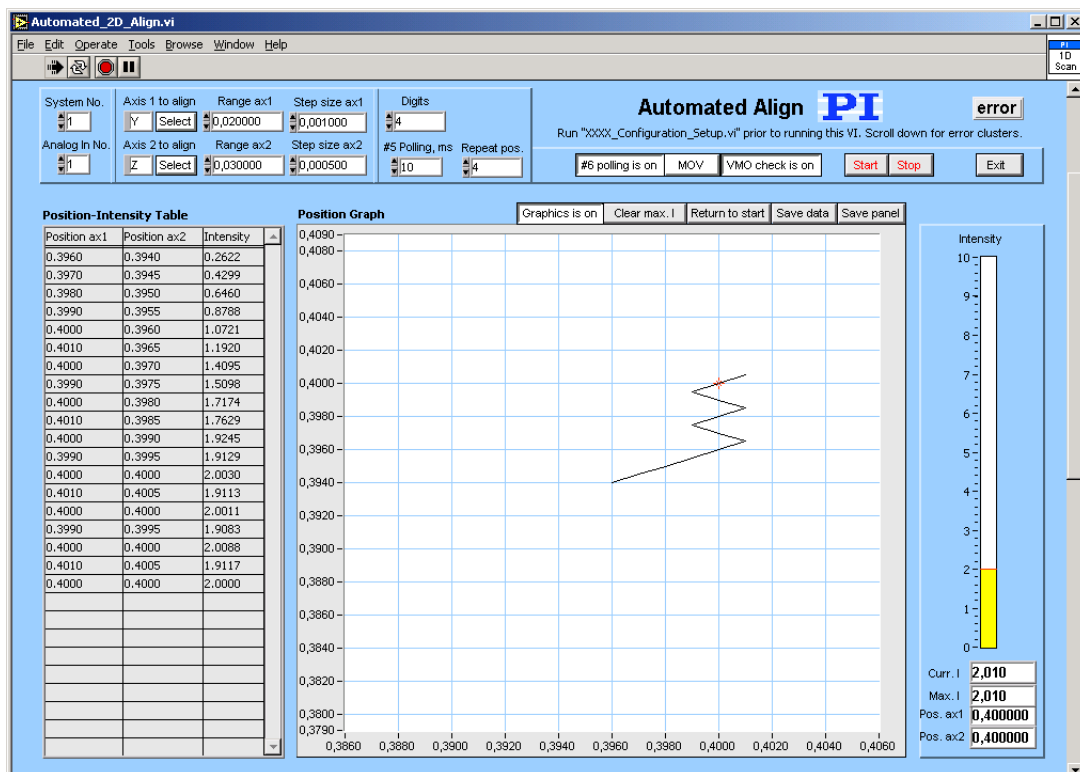 Automated_2D_Align.vi
File Edit Operate Tools Browse Window Help
PI
1D
Scan
System No. Axis 1 to align Range ax1 Step size ax1 Digits
1 Y Select 0,020000 0,001000 4
Analog In No. Axis 2 to align Range ax2 Step size ax2 #5 Polling, ms Repeat pos.
1 Z Select 0,030000 0,000500 10 4
Automated Align PI error
Run "XXXX_Configuration_Setup.vi" prior to running this VI. Scroll down for error clusters.
#6 polling is on MOV VMO check is on Start Stop Exit
Position-Intensity Table
Position ax1 Position ax2 Intensity
0.3960 0.3940 0.2622
0.3970 0.3945 0.4299
0.3980 0.3950 0.6460
0.3990 0.3955 0.8788
0.4000 0.3960 1.0721
0.4010 0.3965 1.1920
0.4000 0.3970 1.4095
0.3990 0.3975 1.5098
0.4000 0.3980 1.7174
0.4010 0.3985 1.7629
0.4000 0.3990 1.9245
0.3990 0.3995 1.9129
0.4000 0.4000 2.0030
0.4010 0.4005 1.9113
0.4000 0.4000 2.0011
0.3990 0.3995 1.9083
0.4000 0.4000 2.0088
0.4010 0.4005 1.9117
0.4000 0.4000 2.0000
Position Graph
Graphics is on Clear max. I Return to start Save data Save panel
0,4090
0,4080
0,4060
0,4040
0,4020
0,4000
0,3980
0,3960
0,3940
0,3920
0,3900
0,3880
0,3860
0,3840
0,3820
0,3800
0,3790
0,3860 0,3880 0,3900 0,3920 0,3940 0,3960 0,3980 0,4000 0,4020 0,4040 0,4060
Intensity
10
9
8
7
6
5
4
3
2
1
0
Curr. I 2,010
Max. I 2,010
Pos. ax1 0,400000
Pos. ax2 0,400000